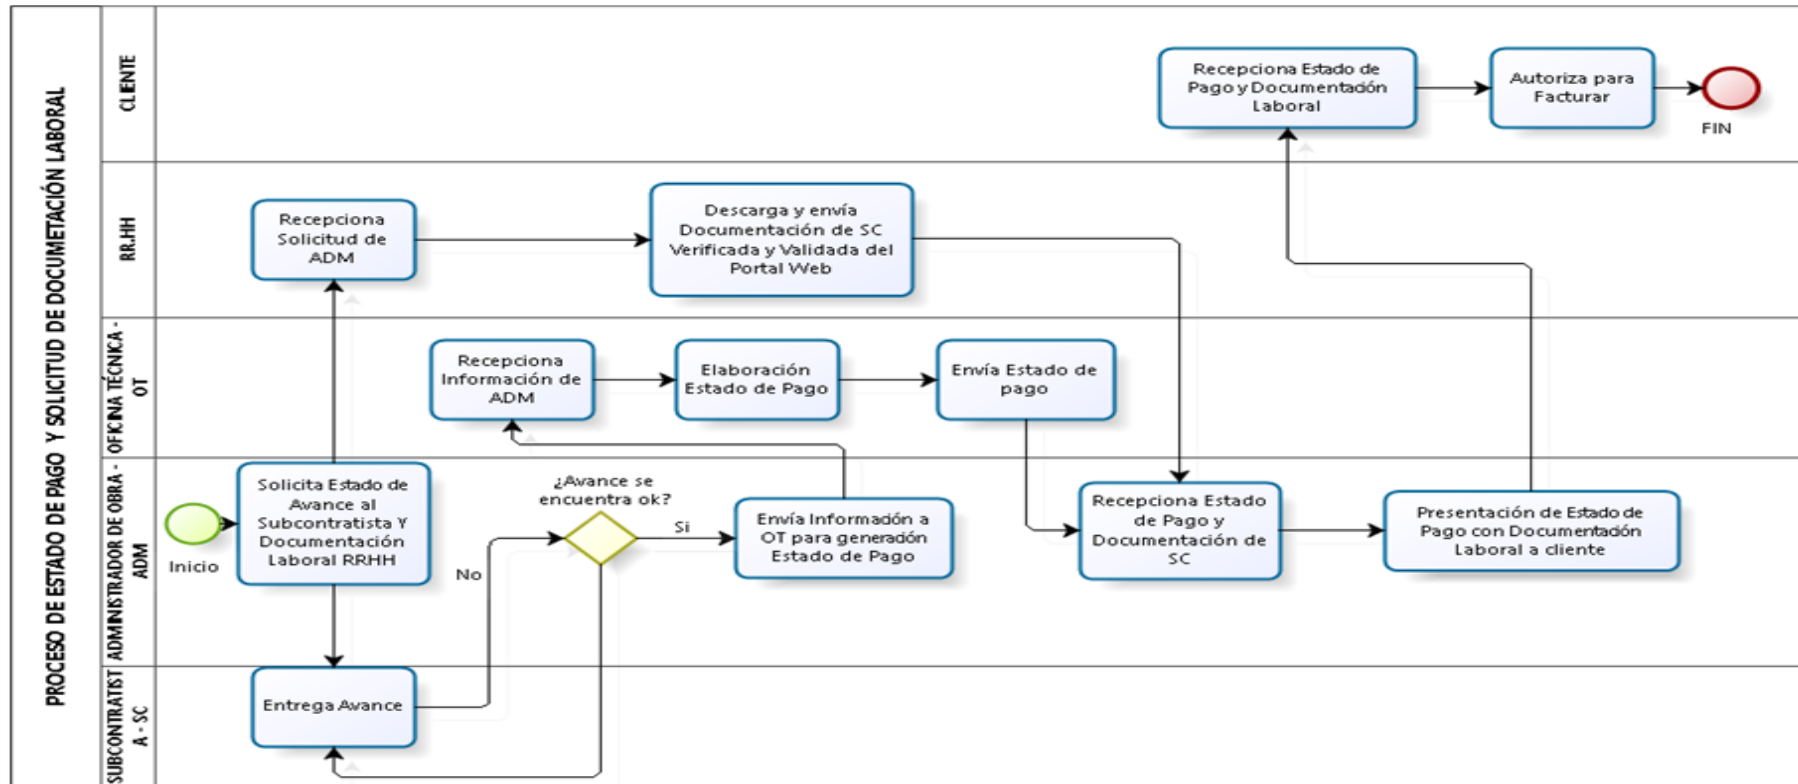 PROCESO DE ESTADO DE PAGO Y SOLICITUD DE DOCUMETACIÓN LABORAL
CLIENTE
Recepciona Estado de
Pago y Documentación
Laboral
Autoriza para
Facturar
FIN
RR.HH
Recepciona
Solicitud de
ADM
Descarga y envía
Documentación de SC
Verificada y Validada del
Portal Web
OFICINA TÉCNICA -
OT
Recepciona
Información de
ADM
Elaboración
Estado de Pago
Envía Estado de
pago
ADMINISTRADOR DE OBRA -
ADM
Inicio
Solicita Estado de
Avance al
Subcontratista Y
Documentación
Laboral RRHH
No
¿Avance se
encuentra ok?
Si
Envía Información a
OT para generación
Estado de Pago
Recepciona Estado
de Pago y
Documentación de
SC
Presentación de Estado de
Pago con Documentación
Laboral a cliente
SUBCONTRATIST
A - SC
Entrega Avance